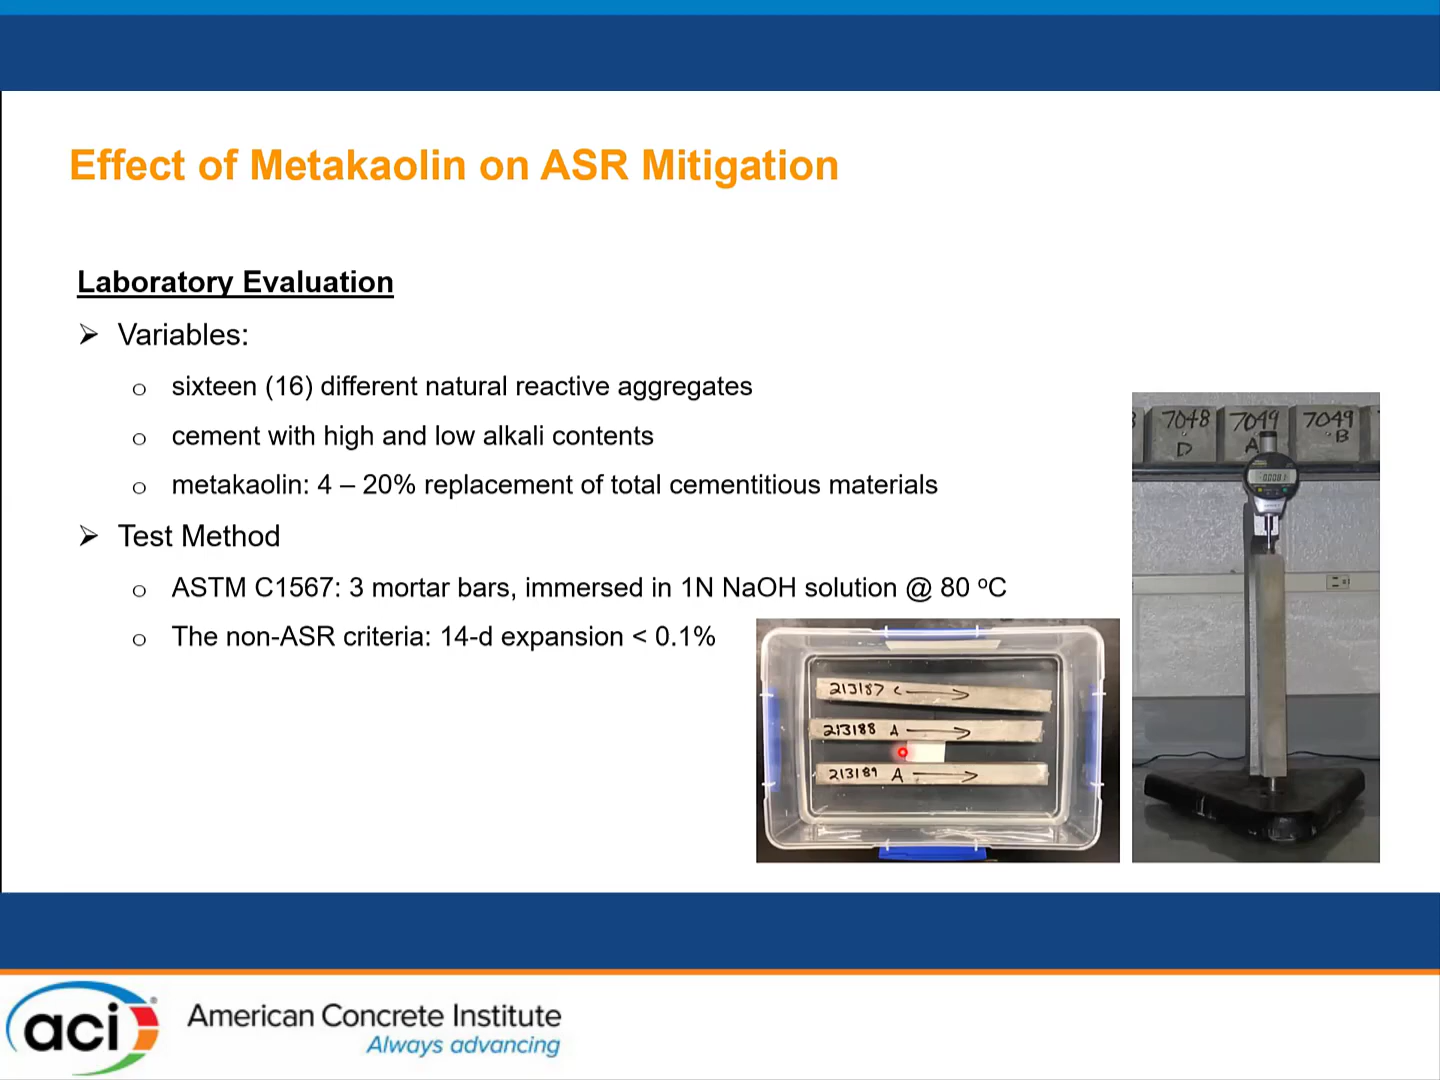 Effect of Metakaolin on ASR Mitigation
Laboratory Evaluation
➢ Variables:
o sixteen (16) different natural reactive aggregates
o cement with high and low alkali contents
o metakaolin: 4 – 20% replacement of total cementitious materials
➢ Test Method
o ASTM C1567: 3 mortar bars, immersed in 1N NaOH solution @ 80 ºC
o The non-ASR criteria: 14-d expansion < 0.1%
7048
D
7049
A
7049
B
213187 C
213188 A
213189 A
aci
American Concrete Institute
Always advancing